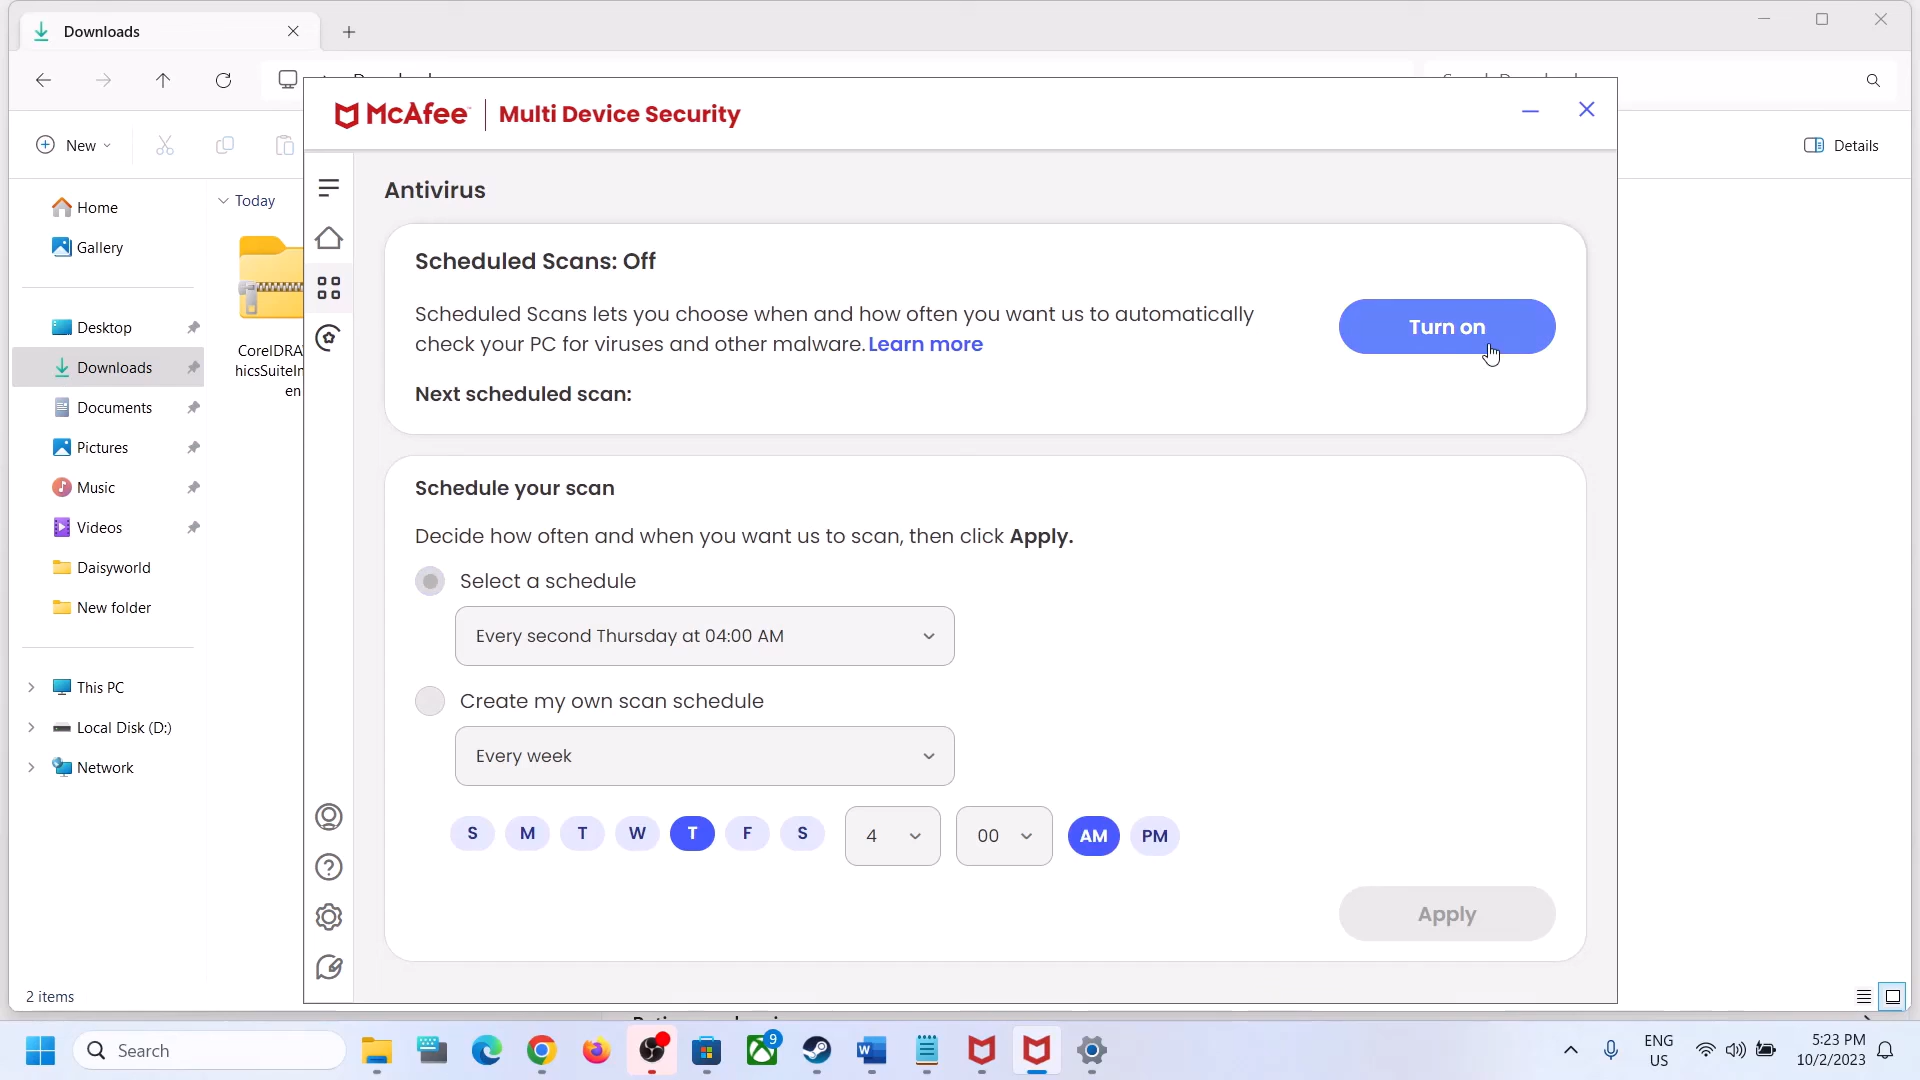 Downloads
New
Details
McAfee
Multi Device Security
Home
Gallery
Desktop
Downloads
Documents
Pictures
Music
Videos
Daisyworld
New folder
This PC
Local Disk (D:)
Network
2 items
Today
CorelDRA
hicsSuiteIn
en
Antivirus
Scheduled Scans: Off
Scheduled Scans lets you choose when and how often you want us to automatically
check your PC for viruses and other malware. Learn more
Turn on
Next scheduled scan:
Schedule your scan
Decide how often and when you want us to scan, then click Apply.
Select a schedule
Every second Thursday at 04:00 AM
Create my own scan schedule
Every week
S M T W T F S 4 00 AM PM
Apply
Search
9
ENG
US
5:23 PM
10/2/2023